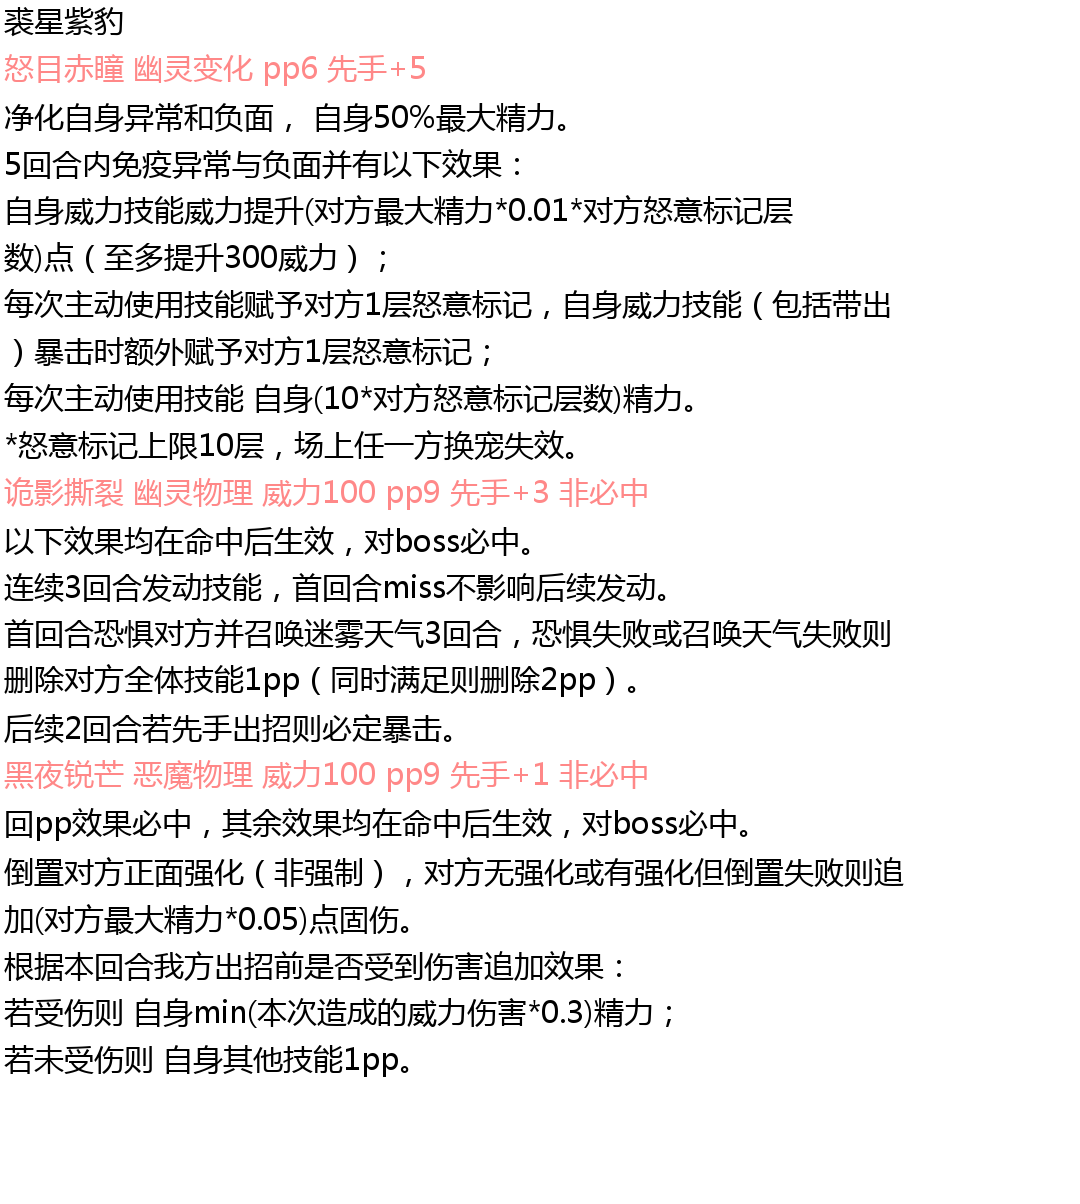 裘星紫豹
怒目赤瞳 幽灵变化 pp6 先手+5
净化自身异常和负面， 自身50%最大精力。
5回合内免疫异常与负面并有以下效果：
自身威力技能威力提升(对方最大精力*0.01*对方怒意标记层
数)点（至多提升300威力）；
每次主动使用技能赋予对方1层怒意标记，自身威力技能（包括带出
）暴击时额外赋予对方1层怒意标记；
每次主动使用技能 自身(10*对方怒意标记层数)精力。
*怒意标记上限10层，场上任一方换宠失效。
诡影撕裂 幽灵物理 威力100 pp9 先手+3 非必中
以下效果均在命中后生效，对boss必中。
连续3回合发动技能，首回合miss不影响后续发动。
首回合恐惧对方并召唤迷雾天气3回合，恐惧失败或召唤天气失败则
删除对方全体技能1pp（同时满足则删除2pp）。
后续2回合若先手出招则必定暴击。
黑夜锐芒 恶魔物理 威力100 pp9 先手+1 非必中
回pp效果必中，其余效果均在命中后生效，对boss必中。
倒置对方正面强化（非强制），对方无强化或有强化但倒置失败则追
加(对方最大精力*0.05)点固伤。
根据本回合我方出招前是否受到伤害追加效果：
若受伤则 自身min(本次造成的威力伤害*0.3)精力；
若未受伤则 自身其他技能1pp。